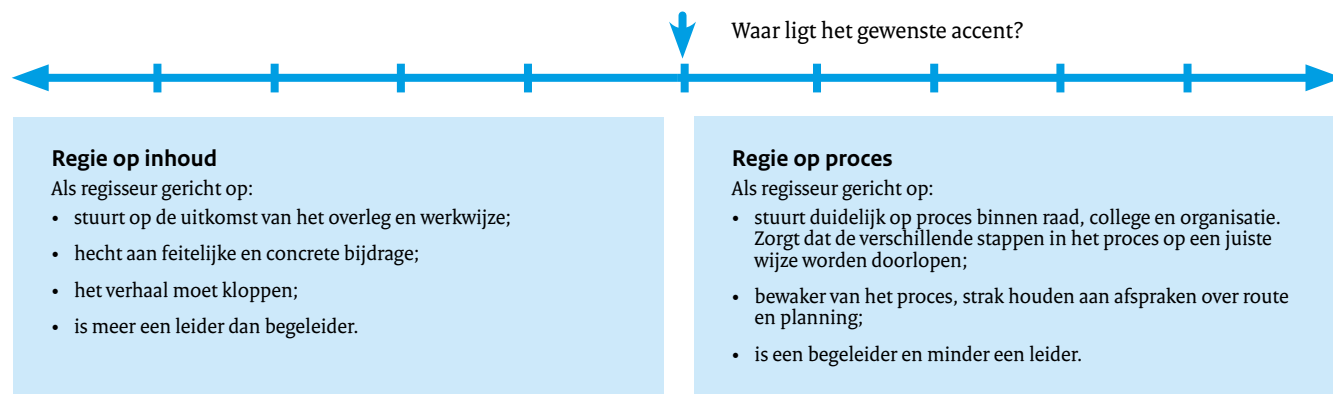 Waar ligt het gewenste accent?
Regie op inhoud
Als regisseur gericht op:
• stuurt op de uitkomst van het overleg en werkwijze;
• hecht aan feitelijke en concrete bijdrage;
• het verhaal moet kloppen;
• is meer een leider dan begeleider.
Regie op proces
Als regisseur gericht op:
• stuurt duidelijk op proces binnen raad, college en organisatie.
Zorgt dat de verschillende stappen in het proces op een juiste
wijze worden doorlopen;
• bewaker van het proces, strak houden aan afspraken over route
en planning;
• is een begeleider en minder een leider.